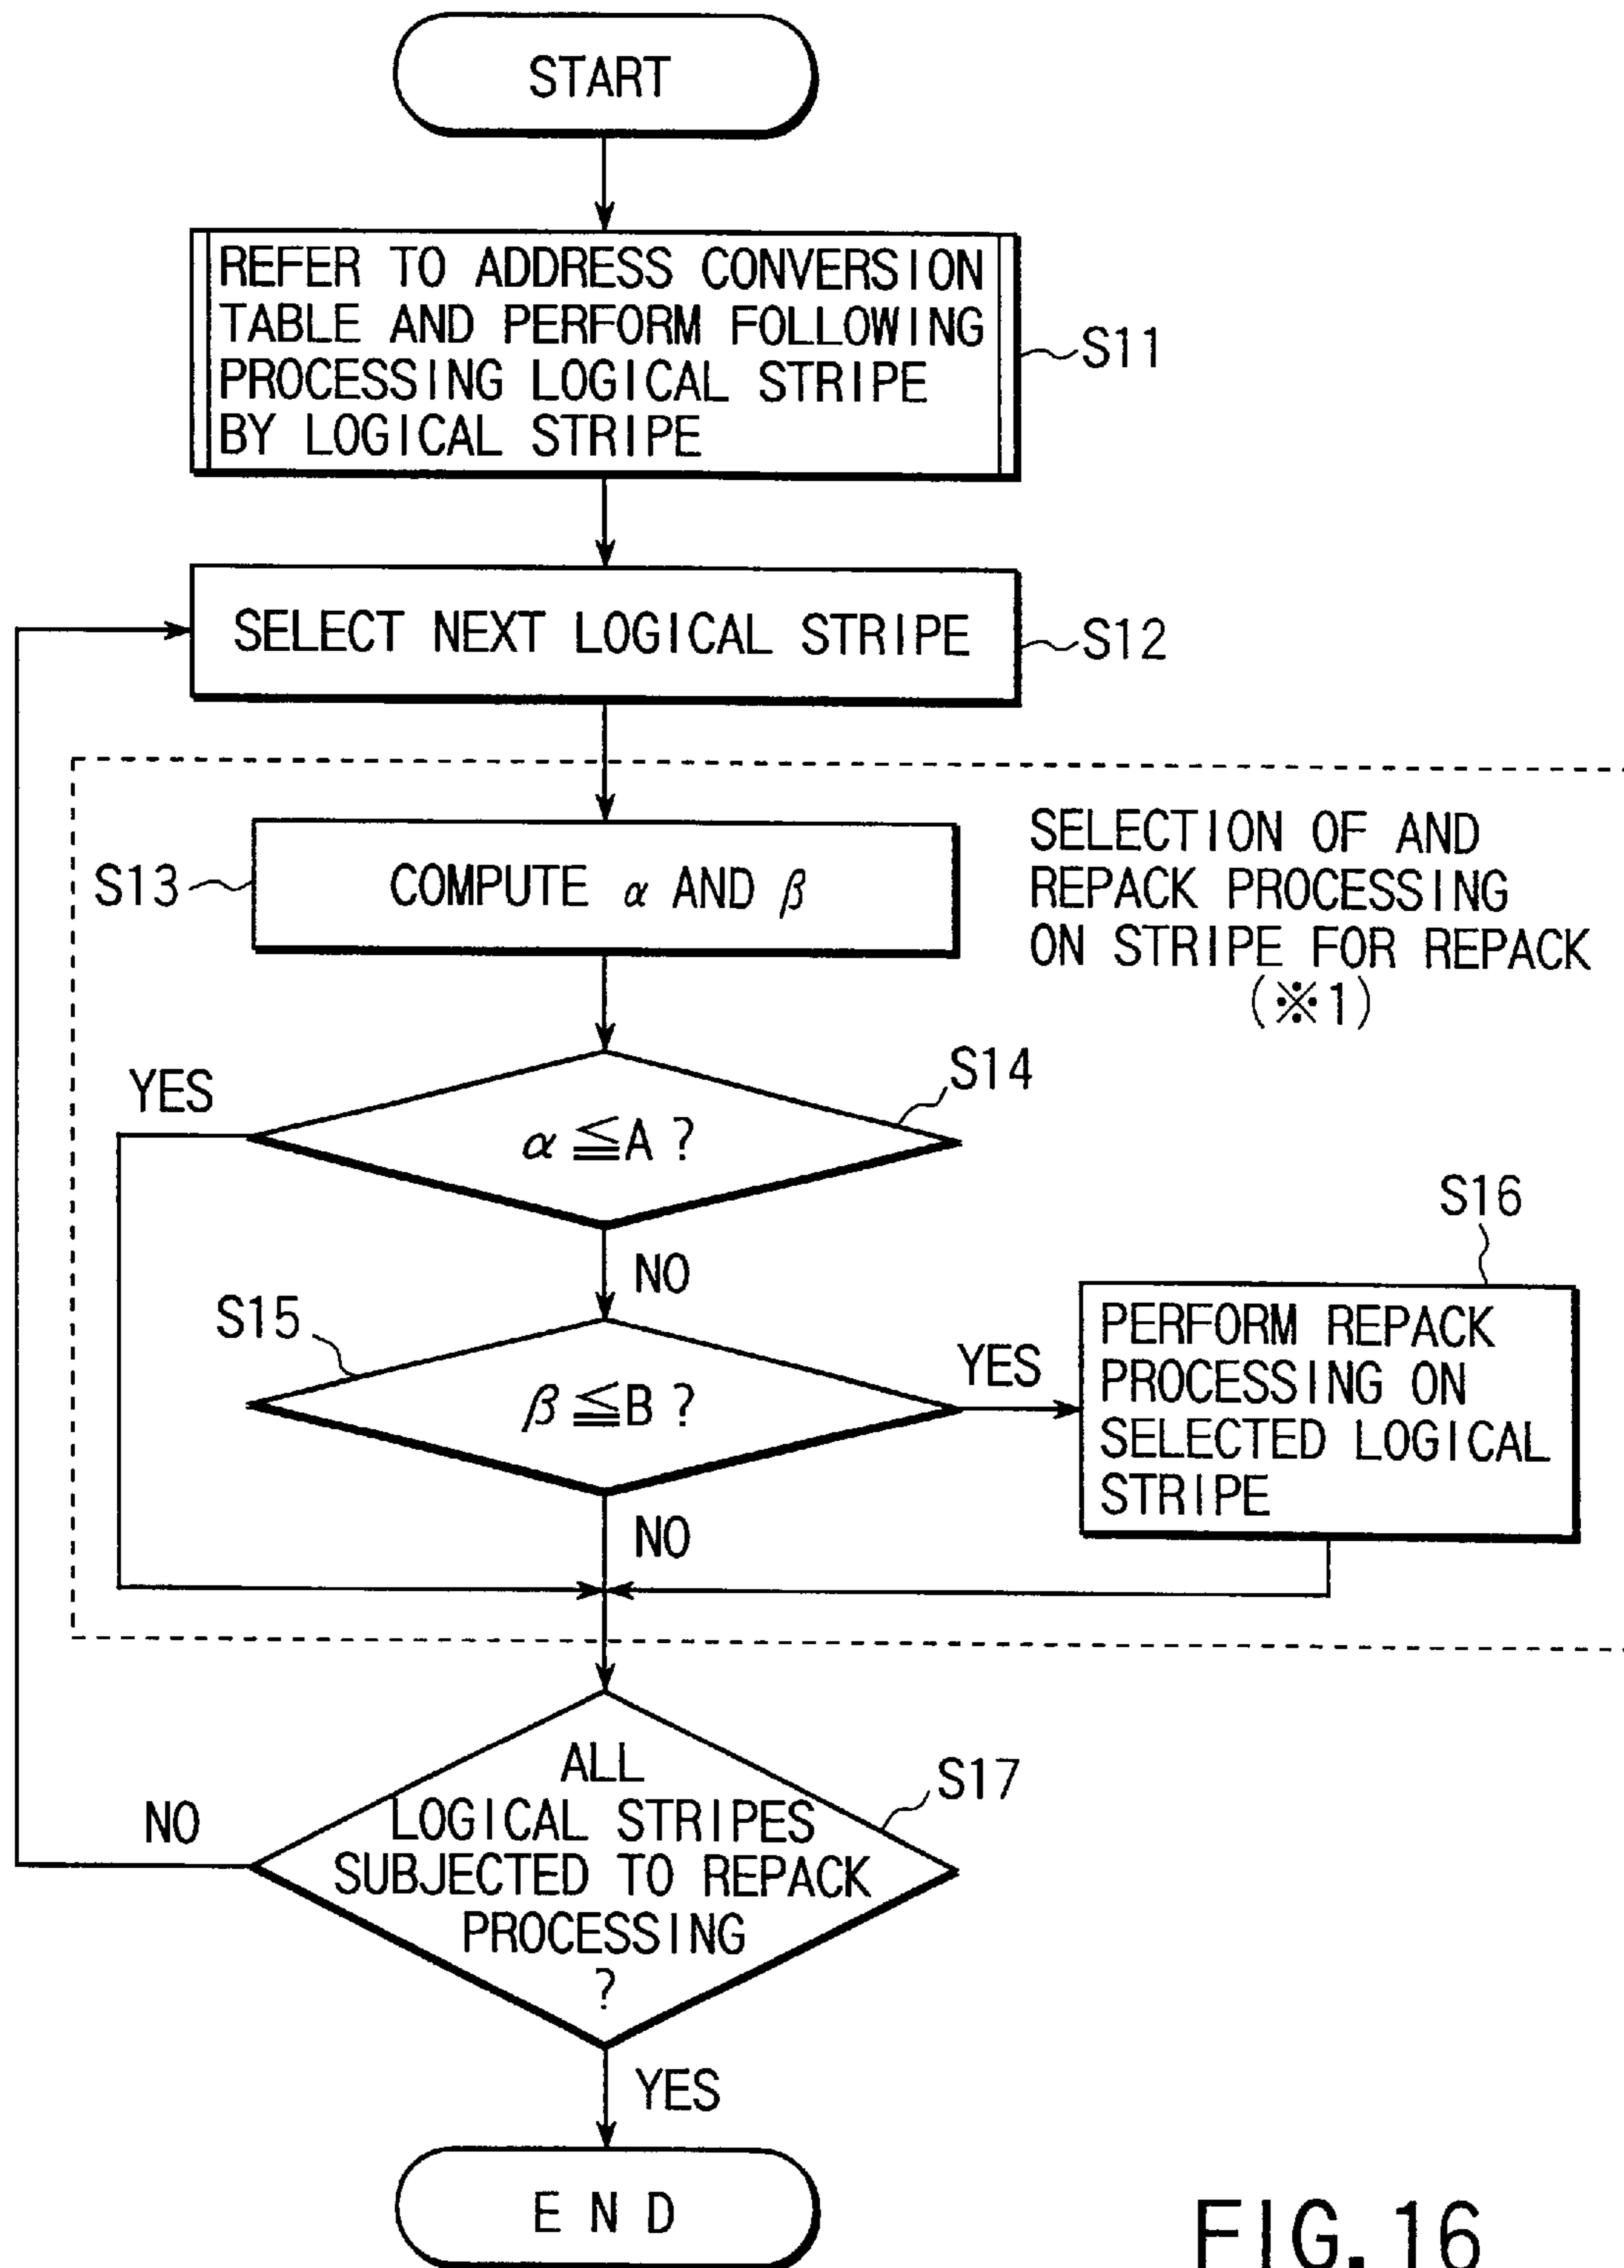 START
REFER TO ADDRESS CONVERSION
TABLE AND PERFORM FOLLOWING
PROCESSING LOGICAL STRIPE
BY LOGICAL STRIPE
S11
SELECT NEXT LOGICAL STRIPE
S12
SELECTION OF AND
REPACK PROCESSING
ON STRIPE FOR REPACK
(※1)
S13
COMPUTE α AND β
S14
YES
α ≦A ?
NO
S15
β ≦B ?
YES
S16
PERFORM REPACK
PROCESSING ON
SELECTED LOGICAL
STRIPE
NO
S17
ALL
LOGICAL STRIPES
SUBJECTED TO REPACK
PROCESSING
?
NO
YES
END
FIG. 16